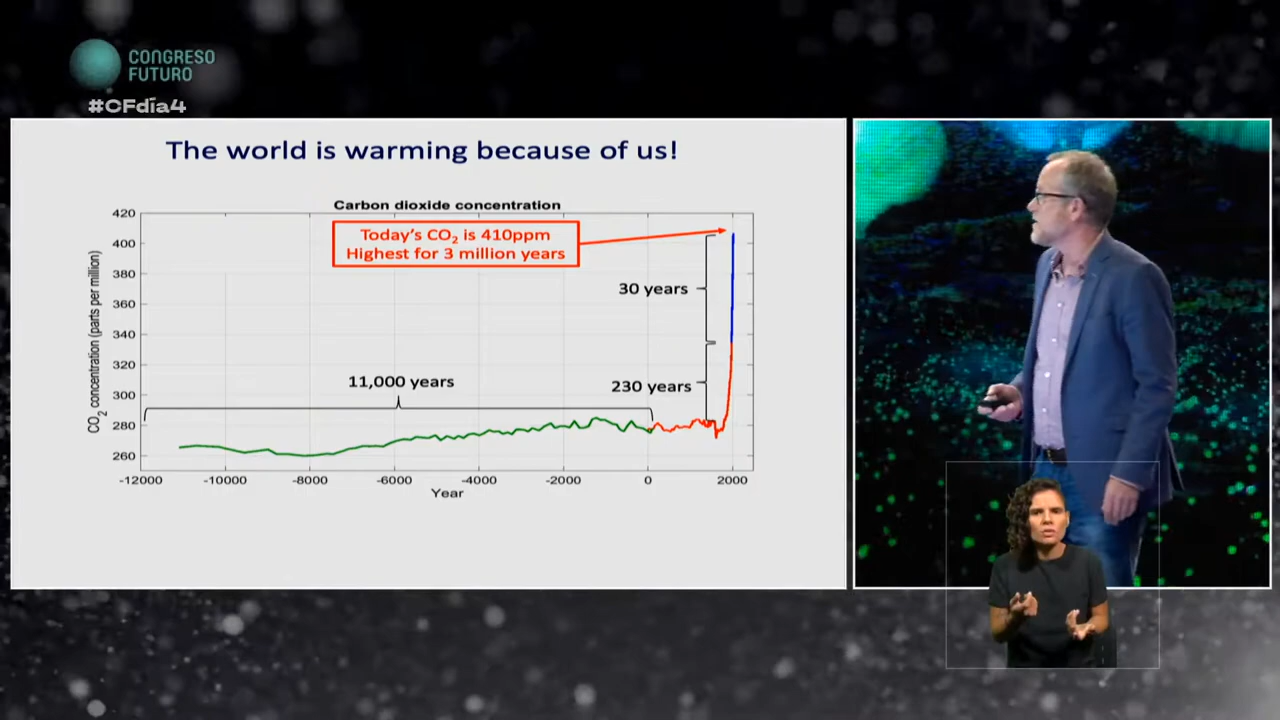 CONGRESO
FUTURO
#CFdía4
The world is warming because of us!
Carbon dioxide concentration
Today's CO₂ is 410ppm
Highest for 3 million years
30 years
230 years
11,000 years
CO₂ concentration (parts per million)
420
400
380
360
340
320
300
280
260
-12000 -10000 -8000 -6000 -4000 -2000 0 2000
Year